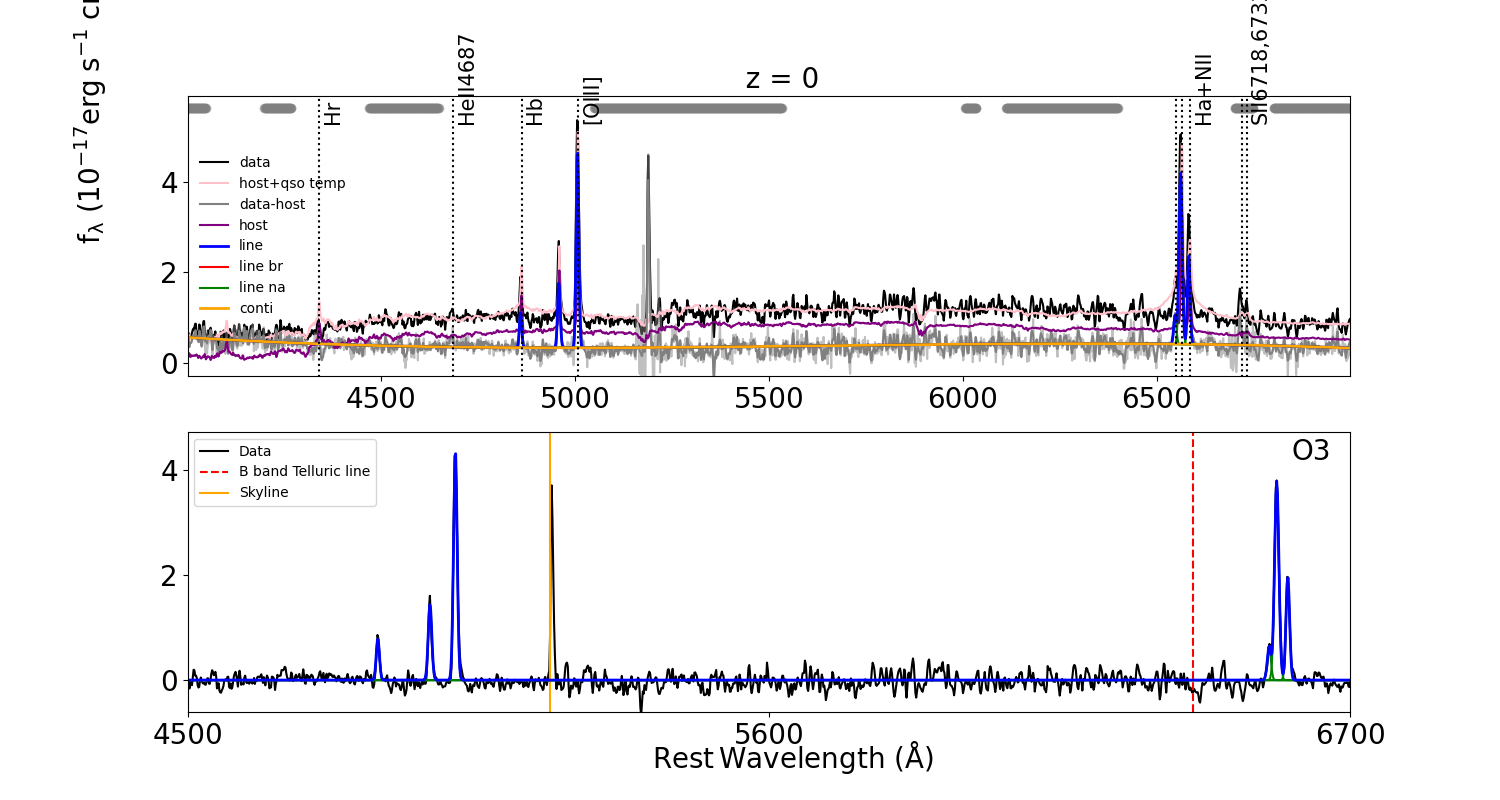 z = 0
f_λ (10^−17 erg s^−1
Hr
HeII4687
Hb
[OIII]
Ha+NII
SII6718,673
data
host+qso temp
data-host
host
line
line br
line na
conti
4
2
0
4500 5000 5500 6000 6500
O3
Data
B band Telluric line
Skyline
4
2
0
4500 5600 6700
Rest Wavelength (Å)